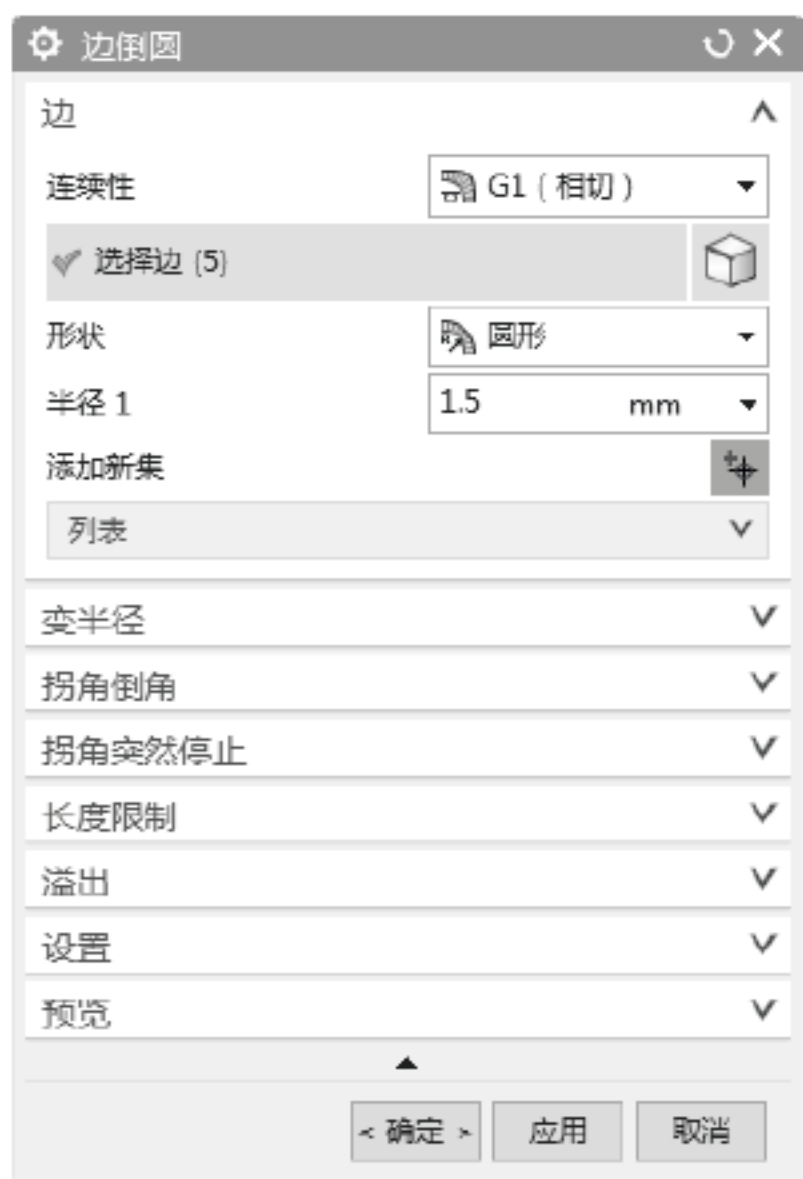 边倒圆
边
连续性 G1 ( 相切 )
选择边 (5)
形状 圆形
半径 1 1.5 mm
添加新集
列表
变半径
拐角倒角
拐角突然停止
长度限制
溢出
设置
预览
< 确定 > 应用 取消